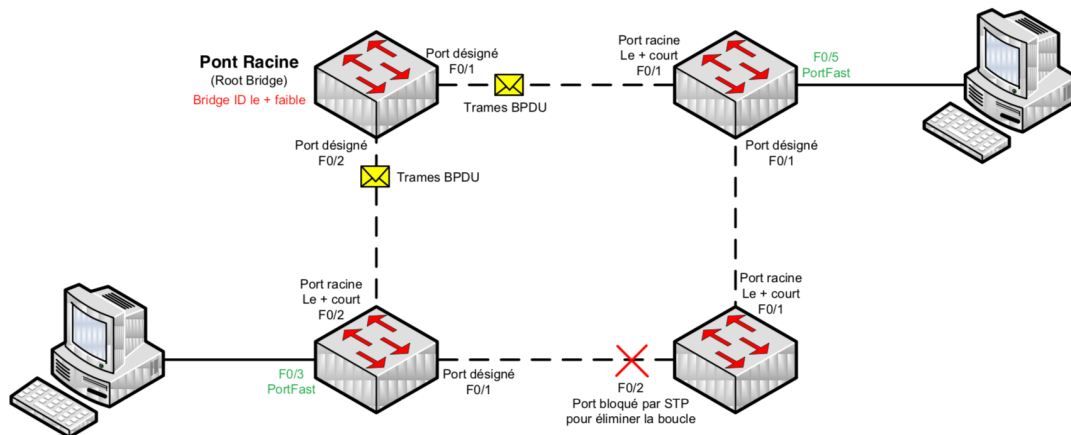 Pont Racine
(Root Bridge)
Bridge ID le + faible
Port désigné
F0/1
Trames BPDU
Port racine
Le + court
F0/1
F0/5
PortFast
Port désigné
F0/2
Trames BPDU
Port désigné
F0/1
Port racine
Le + court
F0/2
F0/3
PortFast
Port désigné
F0/1
Port racine
Le + court
F0/1
F0/2
Port bloqué par STP
pour éliminer la boucle